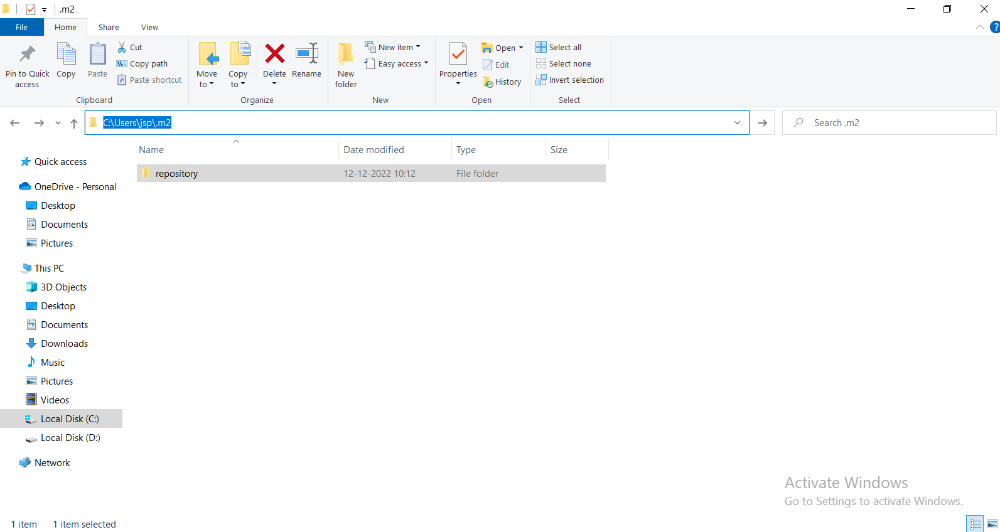 .m2
File Home Share View
?
Pin to Quick access
Copy
Paste
Cut
Copy path
Paste shortcut
Clipboard
Move to
Copy to
Delete
Rename
Organize
New folder
New item
Easy access
New
Properties
Open
Edit
History
Open
Select all
Select none
Invert selection
Select
C:\Users\jsp\.m2
Search .m2
Name Date modified Type Size
repository 12-12-2022 10:12 File folder
Quick access
OneDrive - Personal
Desktop
Documents
Pictures
This PC
3D Objects
Desktop
Documents
Downloads
Music
Pictures
Videos
Local Disk (C:)
Local Disk (D:)
Network
Activate Windows
Go to Settings to activate Windows.
1 item 1 item selected